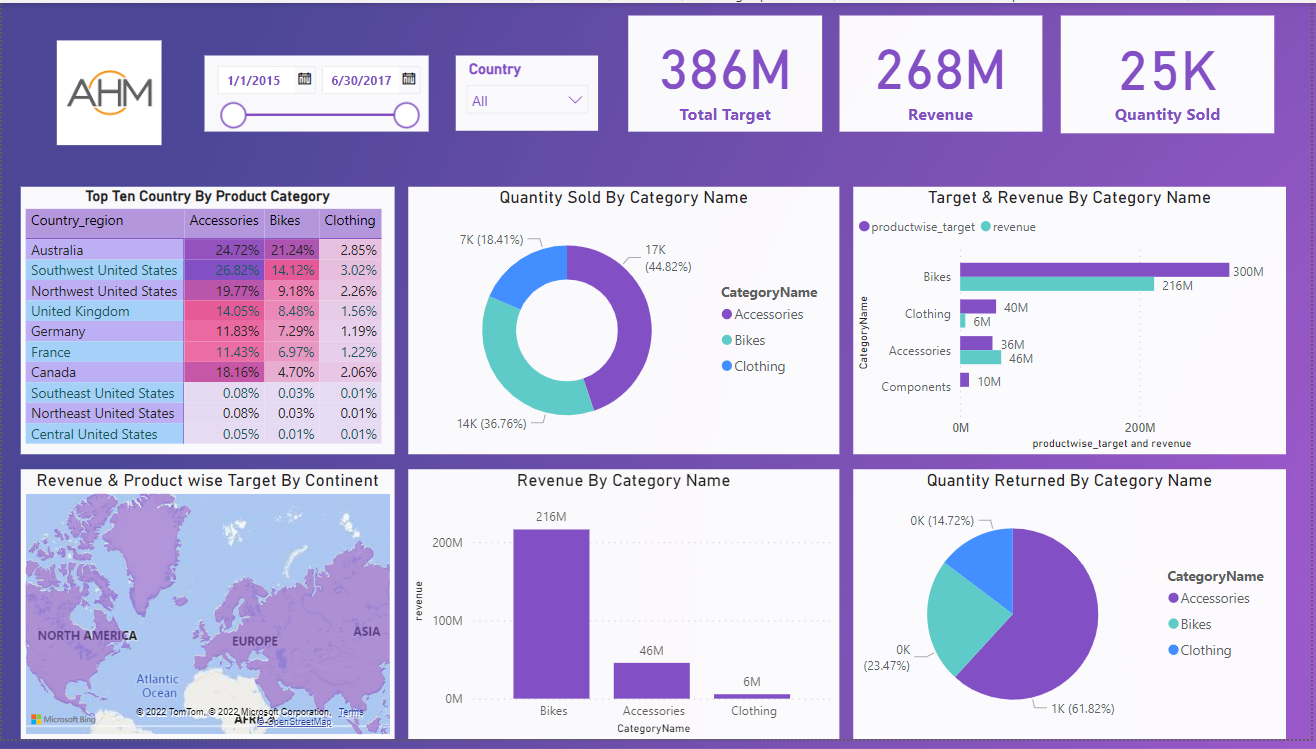 AHM
1/1/2015
6/30/2017
Country
All
386M
Total Target
268M
Revenue
25K
Quantity Sold
Top Ten Country By Product Category
Country_region Accessories Bikes Clothing
Australia 24.72% 21.24% 2.85%
Southwest United States 26.82% 14.12% 3.02%
Northwest United States 19.77% 9.18% 2.26%
United Kingdom 14.05% 8.48% 1.56%
Germany 11.83% 7.29% 1.19%
France 11.43% 6.97% 1.22%
Canada 18.16% 4.70% 2.06%
Southeast United States 0.08% 0.03% 0.01%
Northeast United States 0.08% 0.03% 0.01%
Central United States 0.05% 0.01% 0.01%
Quantity Sold By Category Name
7K (18.41%)
17K
(44.82%)
14K (36.76%)
CategoryName
Accessories
Bikes
Clothing
Target & Revenue By Category Name
productwise_target revenue
CategoryName
Bikes
300M
216M
Clothing
40M
6M
Accessories
36M
46M
Components
10M
0M 200M
productwise_target and revenue
Revenue & Product wise Target By Continent
NORTH AMERICA
EUROPE
ASIA
Atlantic
Ocean
AFRICA
Microsoft Bing
© 2022 TomTom, © 2022 Microsoft Corporation, Terms
© OpenStreetMap
Revenue By Category Name
revenue
200M
100M
0M
216M
46M
6M
Bikes Accessories Clothing
CategoryName
Quantity Returned By Category Name
0K (14.72%)
0K
(23.47%)
1K (61.82%)
CategoryName
Accessories
Bikes
Clothing